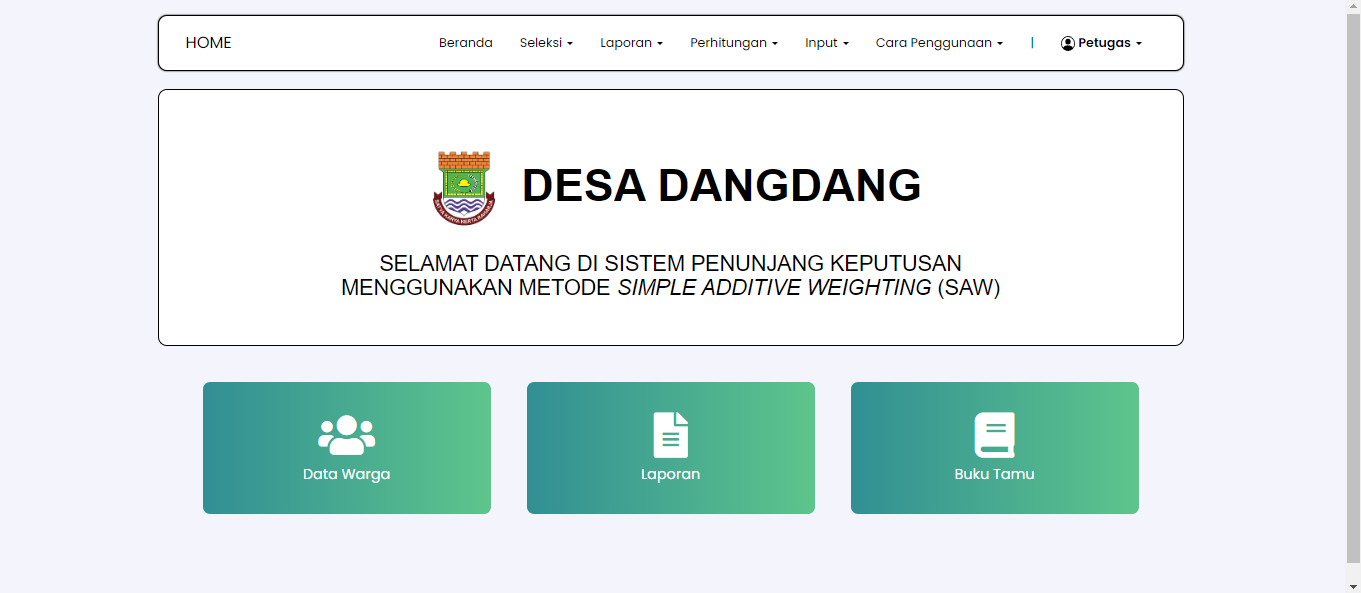 HOME
Beranda
Seleksi
Laporan
Perhitungan
Input
Cara Penggunaan
|
Petugas
DESA DANGDANG
SELAMAT DATANG DI SISTEM PENUNJANG KEPUTUSAN
MENGGUNAKAN METODE SIMPLE ADDITIVE WEIGHTING (SAW)
Data Warga
Laporan
Buku Tamu